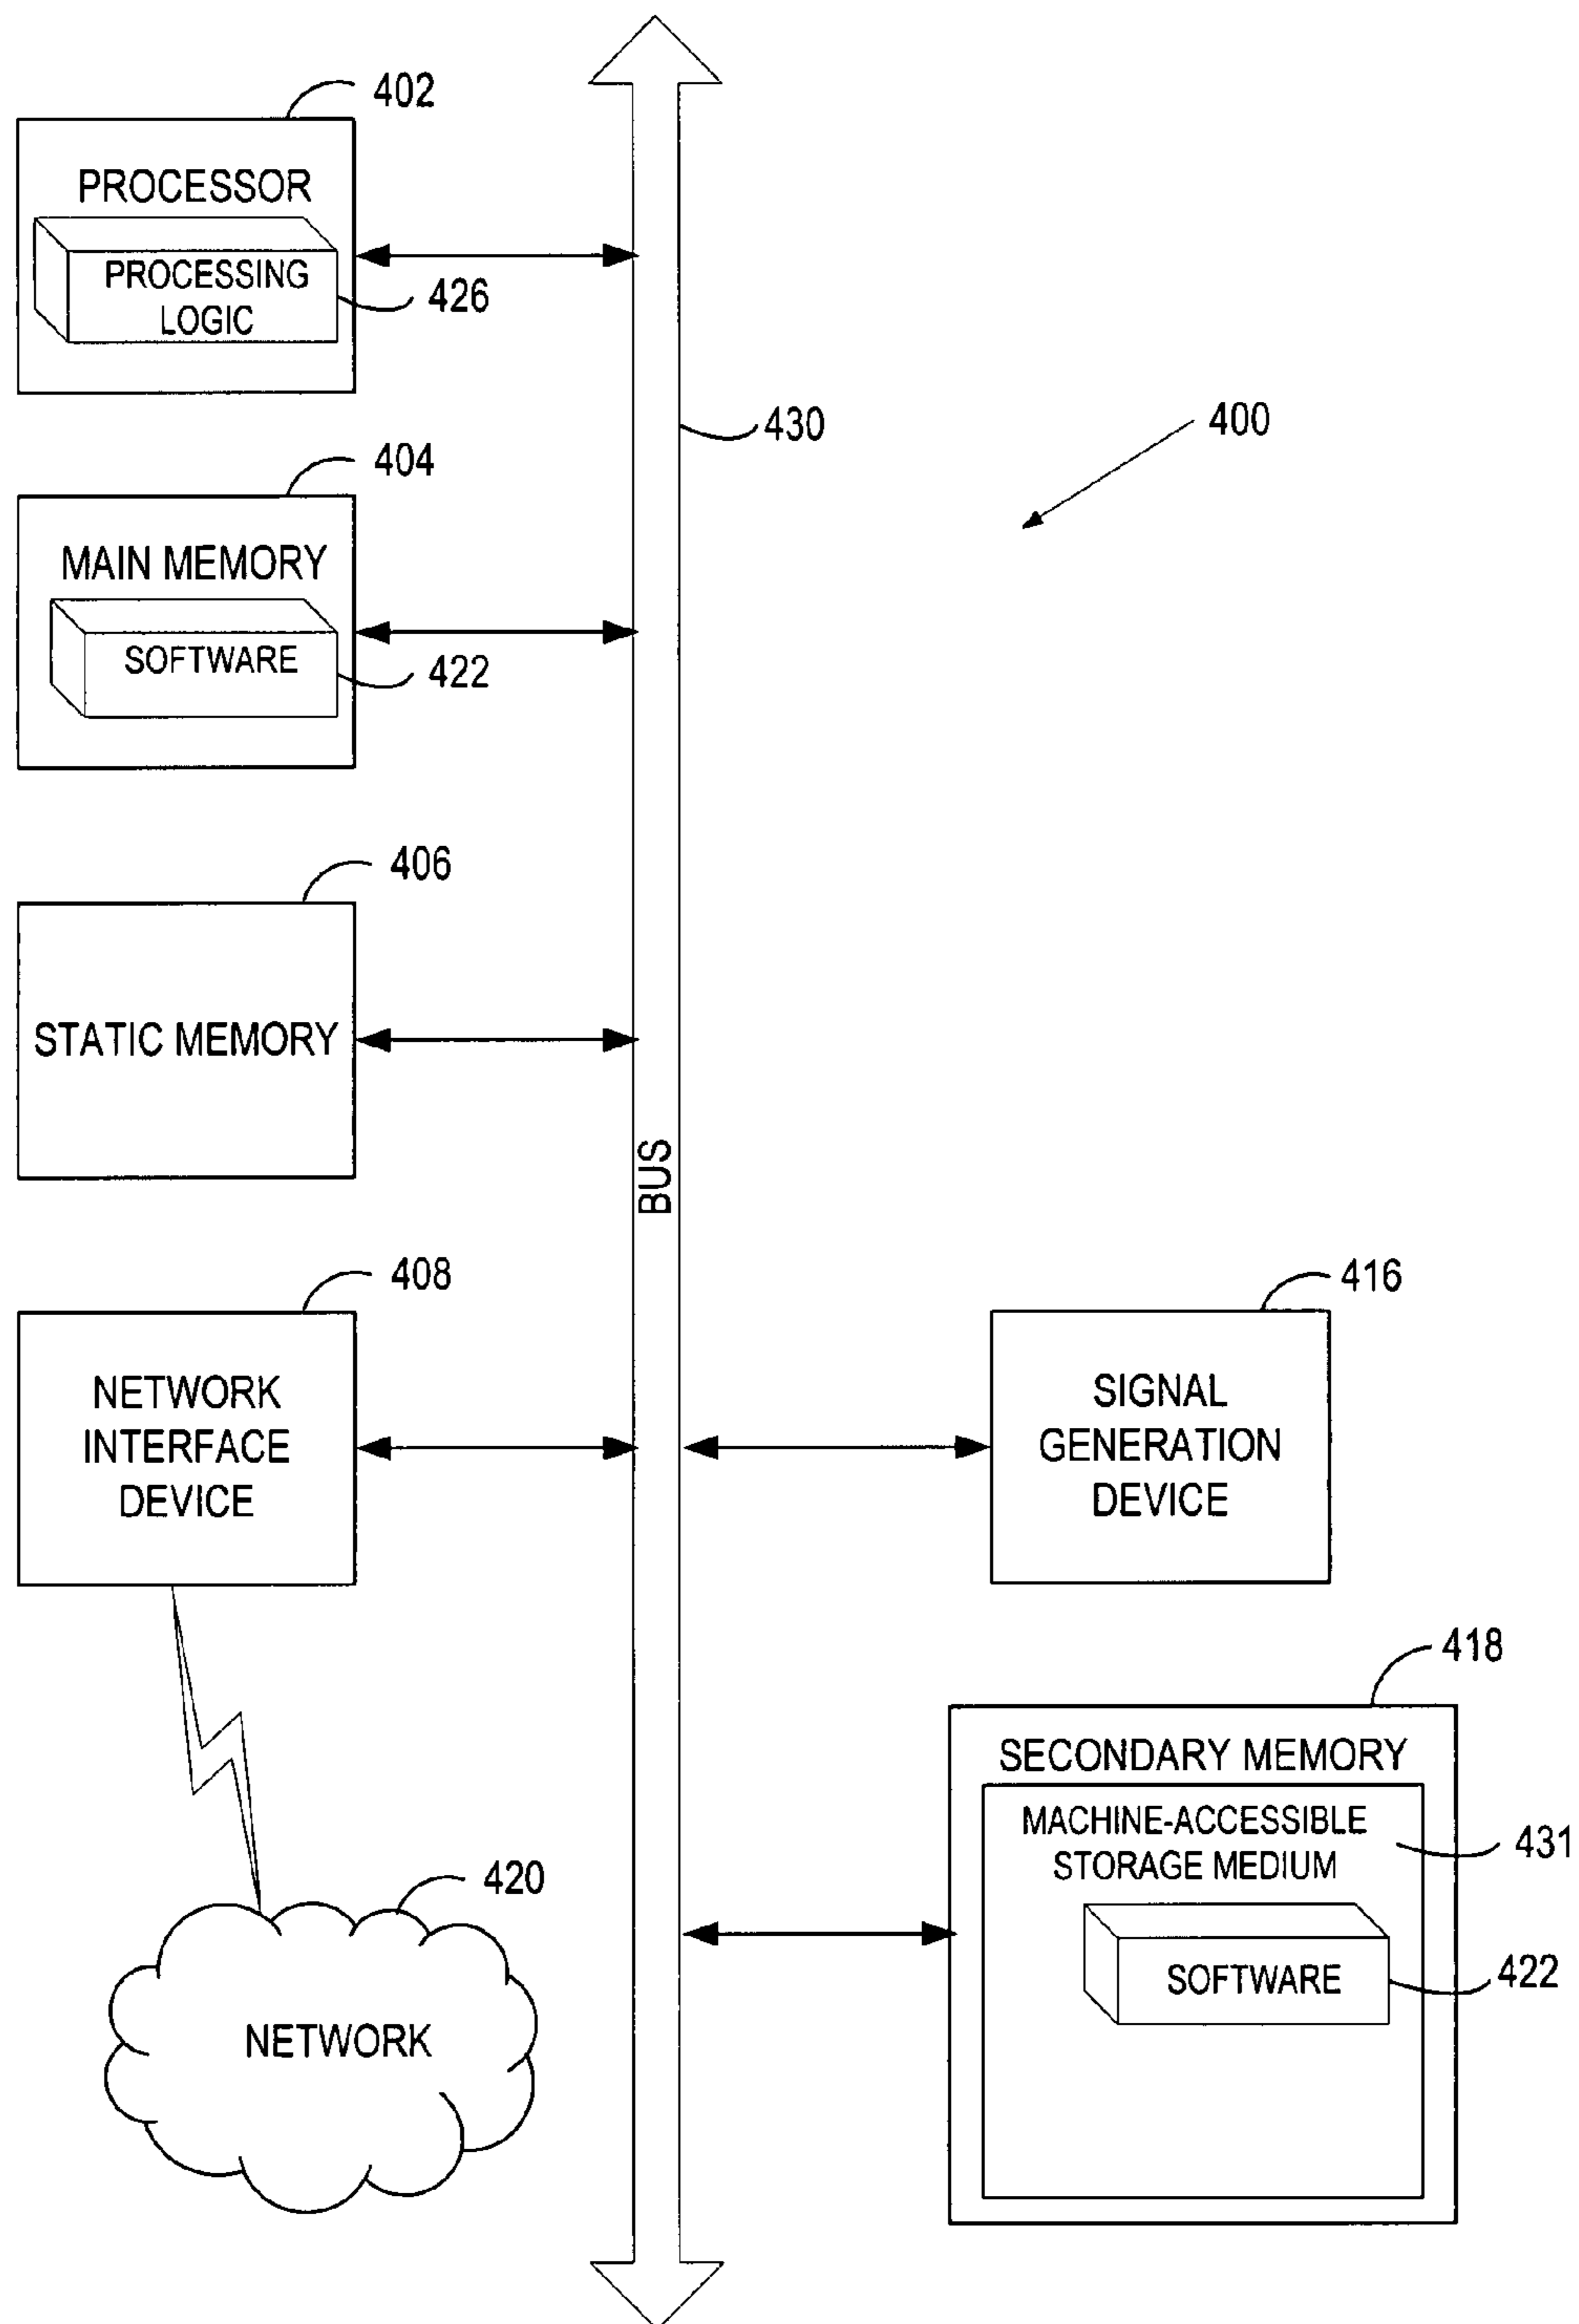 402
PROCESSOR
PROCESSING
LOGIC
426
430
400
404
MAIN MEMORY
SOFTWARE
422
406
STATIC MEMORY
BUS
408
NETWORK
INTERFACE
DEVICE
416
SIGNAL
GENERATION
DEVICE
418
SECONDARY MEMORY
MACHINE-ACCESSIBLE
STORAGE MEDIUM
431
SOFTWARE
422
420
NETWORK